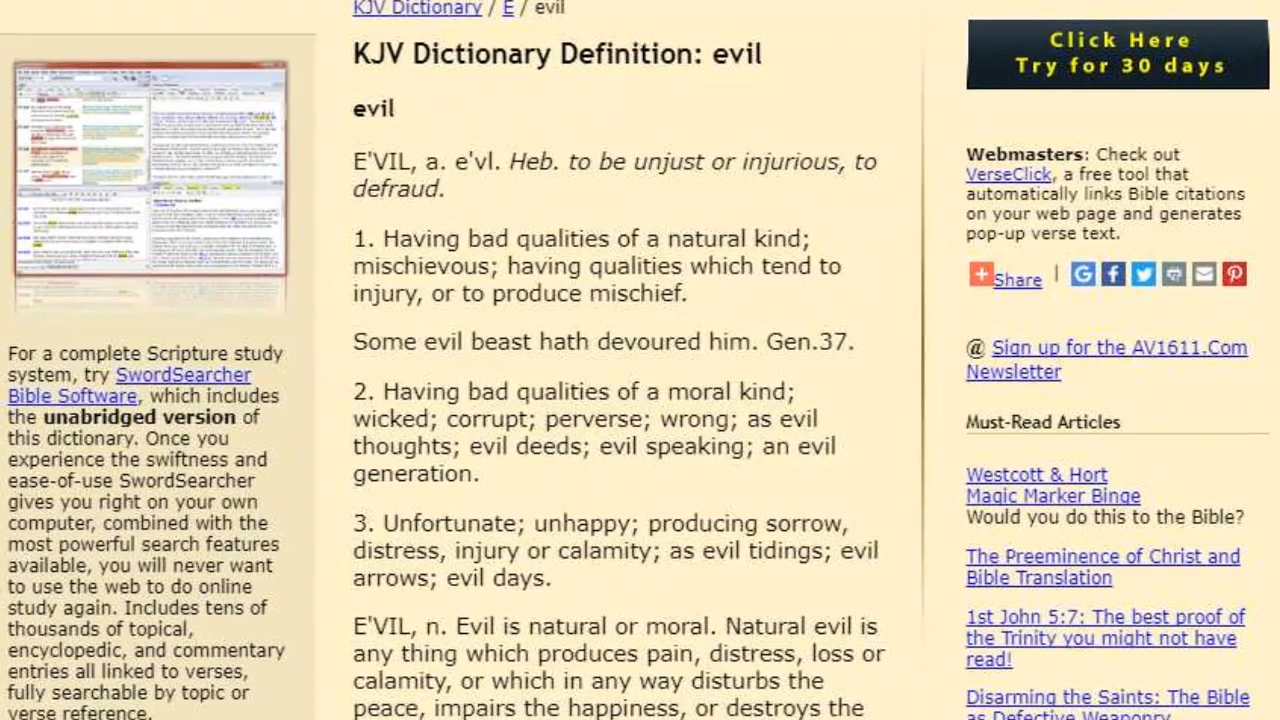 KJV Dictionary / E / evil
KJV Dictionary Definition: evil
evil
E'VIL, a. e'vl. Heb. to be unjust or injurious, to
defraud.
1. Having bad qualities of a natural kind;
mischievous; having qualities which tend to
injury, or to produce mischief.
Some evil beast hath devoured him. Gen.37.
2. Having bad qualities of a moral kind;
wicked; corrupt; perverse; wrong; as evil
thoughts; evil deeds; evil speaking; an evil
generation.
3. Unfortunate; unhappy; producing sorrow,
distress, injury or calamity; as evil tidings; evil
arrows; evil days.
E'VIL, n. Evil is natural or moral. Natural evil is
any thing which produces pain, distress, loss or
calamity, or which in any way disturbs the
peace, impairs the happiness, or destroys the
For a complete Scripture study
system, try SwordSearcher
Bible Software, which includes
the unabridged version of
this dictionary. Once you
experience the swiftness and
ease-of-use SwordSearcher
gives you right on your own
computer, combined with the
most powerful search features
available, you will never want
to use the web to do online
study again. Includes tens of
thousands of topical,
encyclopedic, and commentary
entries all linked to verses,
fully searchable by topic or
verse reference.
Click Here
Try for 30 days
Webmasters: Check out
VerseClick, a free tool that
automatically links Bible citations
on your web page and generates
pop-up verse text.
Share |
@ Sign up for the AV1611.Com
Newsletter
Must-Read Articles
Westcott & Hort
Magic Marker Binge
Would you do this to the Bible?
The Preeminence of Christ and
Bible Translation
1st John 5:7: The best proof of
the Trinity you might not have
read!
Disarming the Saints: The Bible
as Defective Weaponry